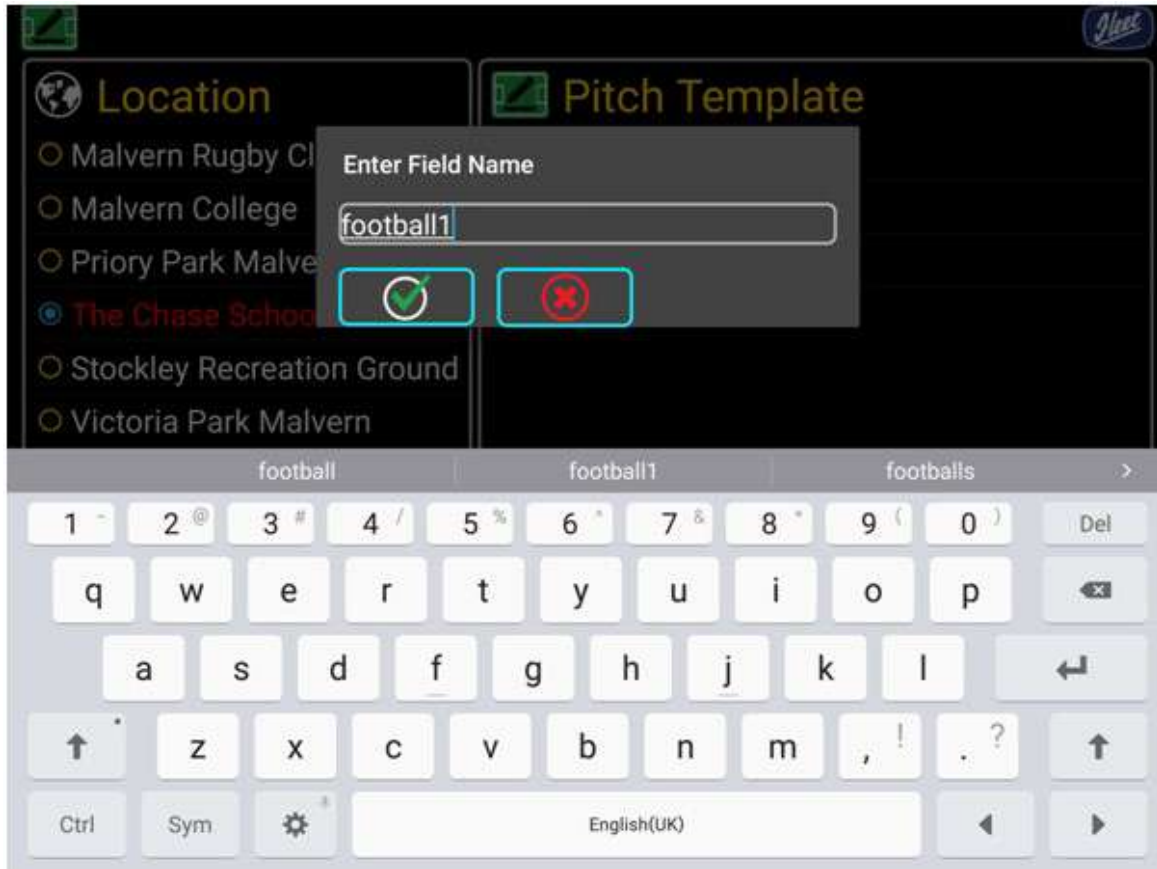 Fleet
Location
Pitch Template
Malvern Rugby Cl
Malvern College
Priory Park Malve
The Chase Schoo
Stockley Recreation Ground
Victoria Park Malvern
Enter Field Name
football1
football football1 footballs >
1 - 2 @ 3 # 4 / 5 % 6 ^ 7 & 8 * 9 ( 0 ) Del
q w e r t y u i o p
a s d f g h j k l
z x c v b n m , ! . ?
Ctrl Sym English(UK)